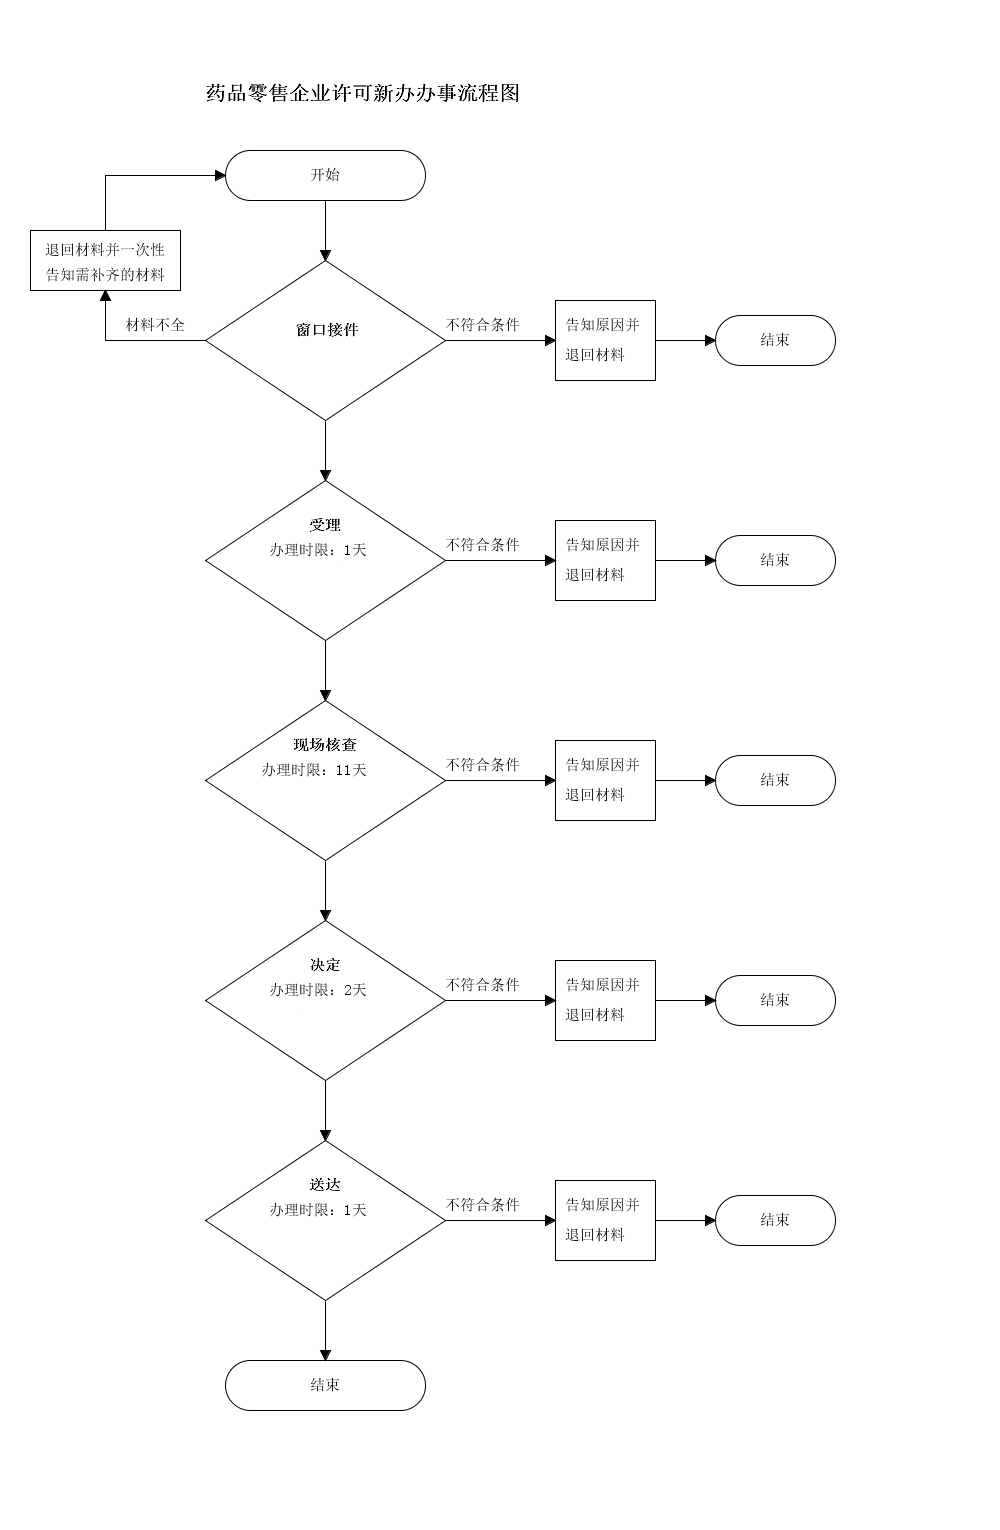 药品零售企业许可新办办事流程图
开始
退回材料并一次性
告知需补齐的材料
材料不全
窗口接件
不符合条件
告知原因并
退回材料
结束
受理
办理时限：1天
不符合条件
告知原因并
退回材料
结束
现场核查
办理时限：11天
不符合条件
告知原因并
退回材料
结束
决定
办理时限：2天
不符合条件
告知原因并
退回材料
结束
送达
办理时限：1天
不符合条件
告知原因并
退回材料
结束
结束